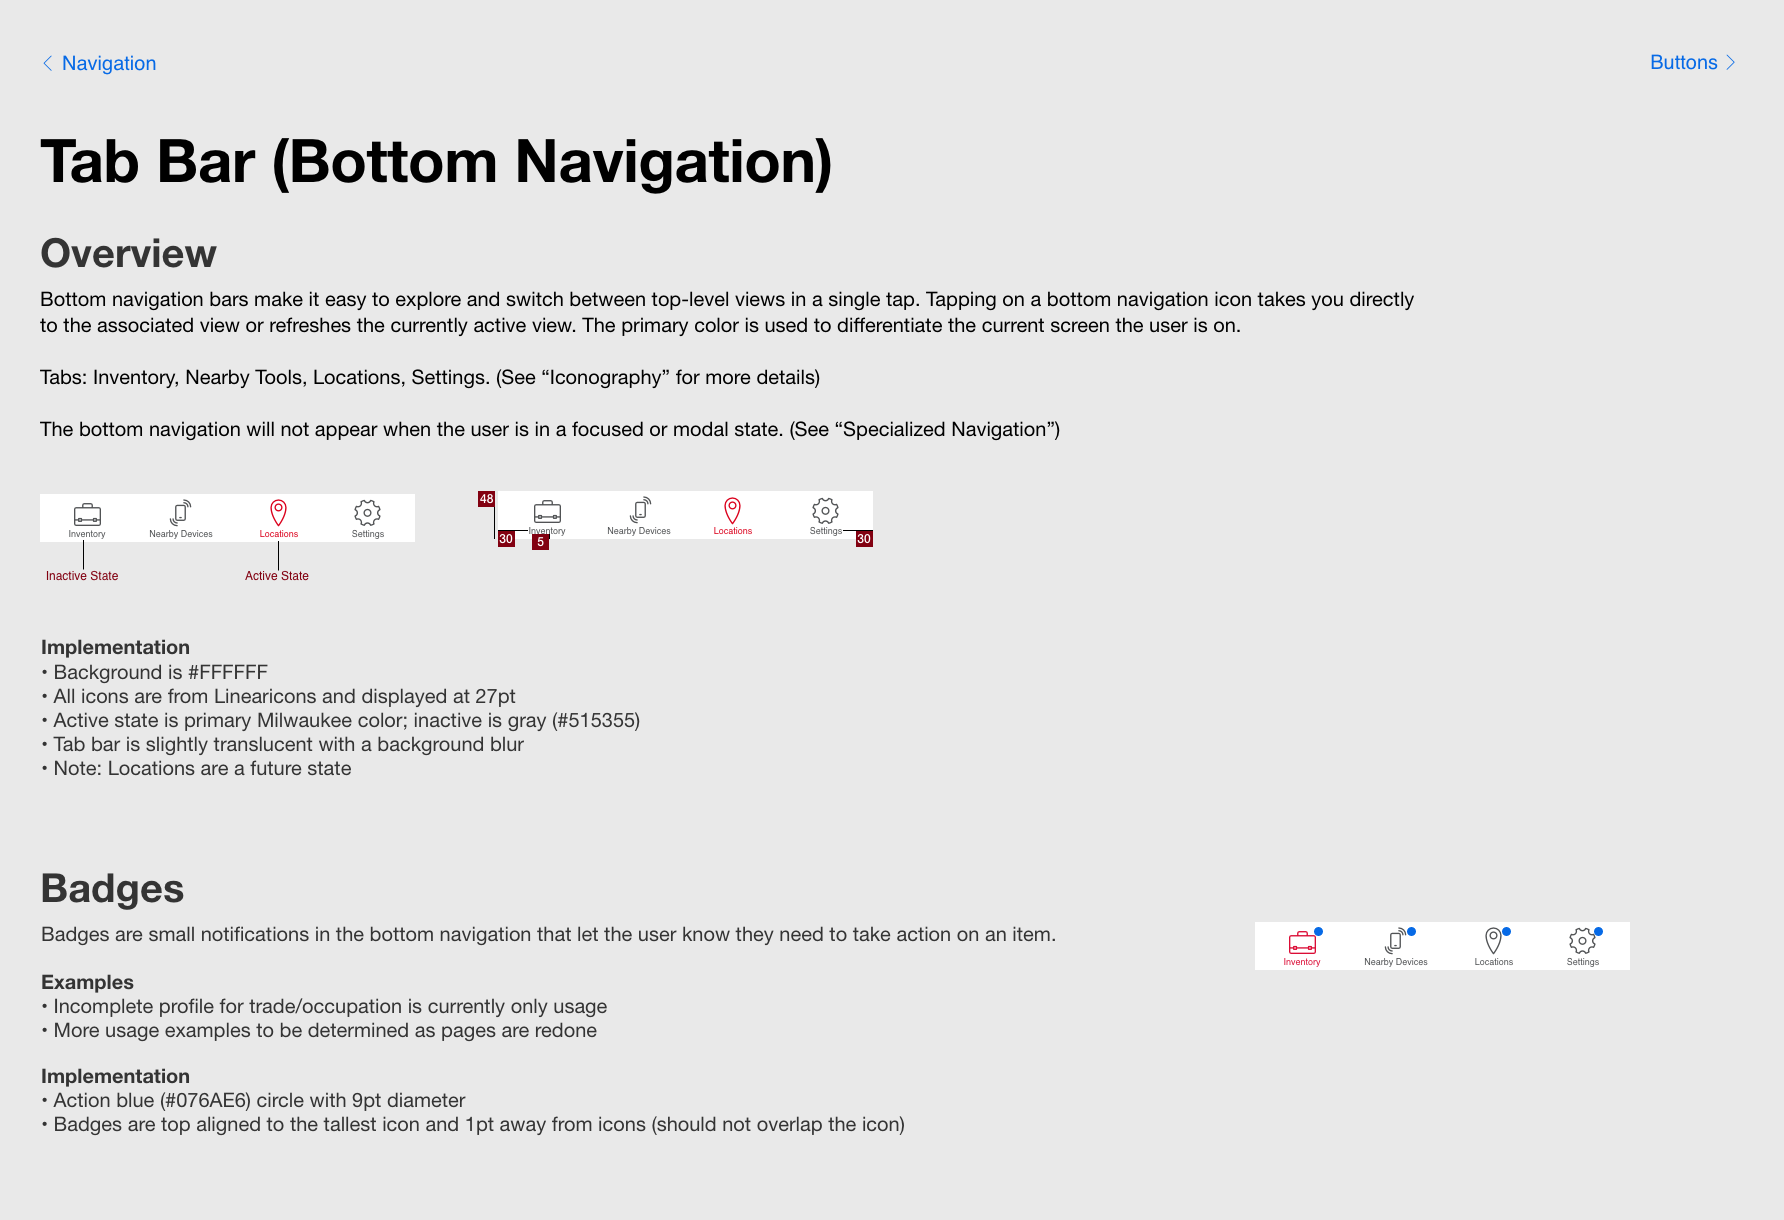 Navigation
Buttons
Tab Bar (Bottom Navigation)
Overview
Bottom navigation bars make it easy to explore and switch between top-level views in a single tap. Tapping on a bottom navigation icon takes you directly
to the associated view or refreshes the currently active view. The primary color is used to differentiate the current screen the user is on.
Tabs: Inventory, Nearby Tools, Locations, Settings. (See “Iconography” for more details)
The bottom navigation will not appear when the user is in a focused or modal state. (See “Specialized Navigation”)
Inventory Nearby Devices Locations Settings
Inactive State Active State
48
Inventory Nearby Devices Locations Settings
30 5 30
Implementation
• Background is #FFFFFF
• All icons are from Linearicons and displayed at 27pt
• Active state is primary Milwaukee color; inactive is gray (#515355)
• Tab bar is slightly translucent with a background blur
• Note: Locations are a future state
Badges
Badges are small notifications in the bottom navigation that let the user know they need to take action on an item.
Inventory Nearby Devices Locations Settings
Examples
• Incomplete profile for trade/occupation is currently only usage
• More usage examples to be determined as pages are redone
Implementation
• Action blue (#076AE6) circle with 9pt diameter
• Badges are top aligned to the tallest icon and 1pt away from icons (should not overlap the icon)